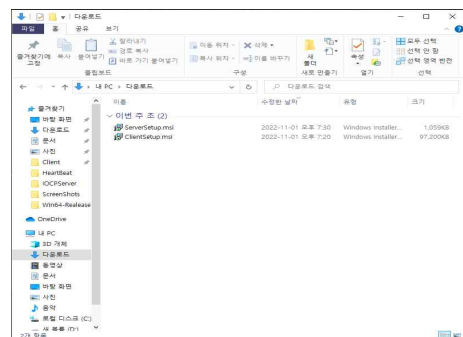 다운로드
파일 홈 공유 보기
즐겨찾기에 고정
복사
붙여넣기
잘라내기
경로 복사
바로 가기 붙여넣기
클립보드
이동 위치
복사 위치
삭제
이름 바꾸기
구성
새 폴더
새로 만들기
속성
열기
모두 선택
선택 안 함
선택 영역 반전
선택
내 PC > 다운로드
다운로드 검색
이름 수정한 날짜 유형 크기
이번 주 초 (2)
ServerSetup.msi 2022-11-01 오후 7:30 Windows Installer... 1,059KB
ClientSetup.msi 2022-11-01 오후 7:20 Windows Installer... 97,200KB
즐겨찾기
바탕 화면
다운로드
문서
사진
Client
HeartBeat
IOCPServer
ScreenShots
Win64-Realease
OneDrive
내 PC
3D 개체
다운로드
동영상
문서
바탕 화면
사진
음악
로컬 디스크 (C:)
새 볼륨 (D:)
2개 항목